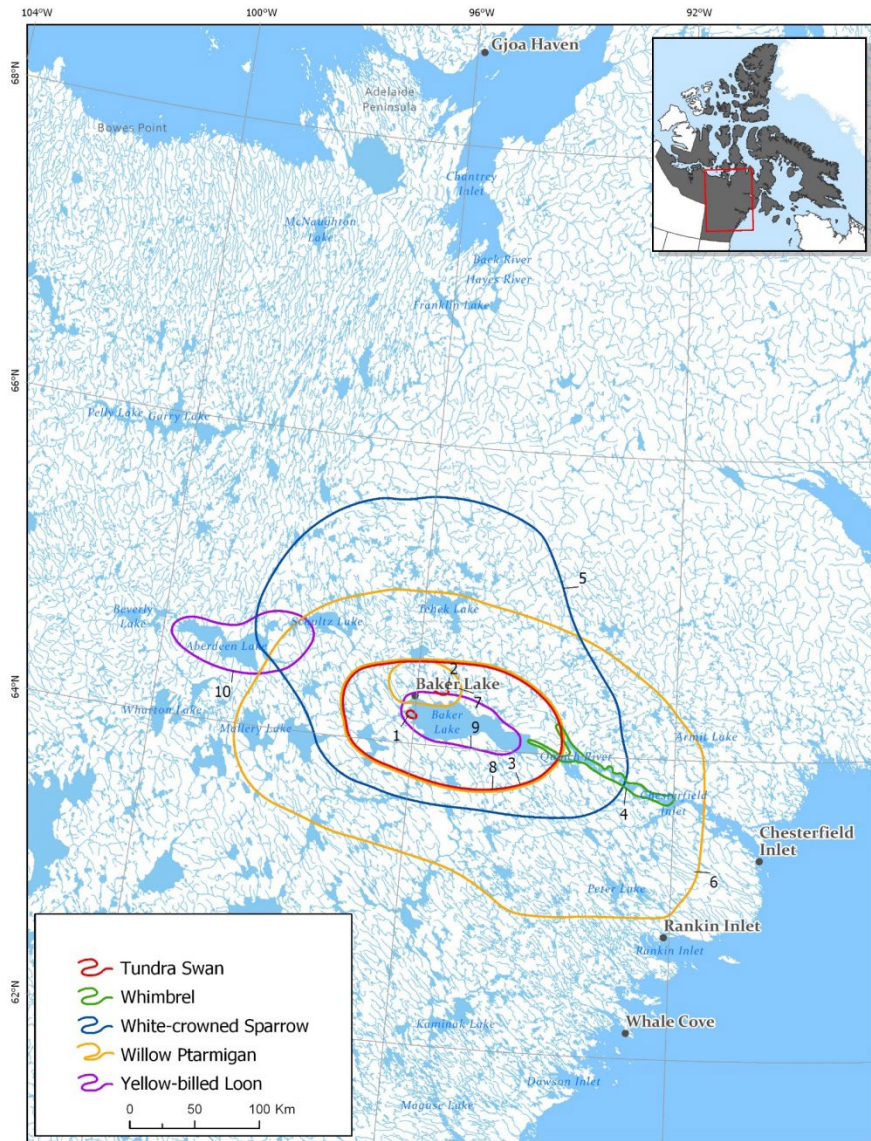 104°W
100°W
96°W
92°W
68°N
66°N
64°N
62°N
Gjoa Haven
Adelaide
Peninsula
Bowes Point
Chantrey
Inlet
McNaughton
Lake
Back River
Hayes River
Franklin Lake
Pelly Lake
Garry Lake
5
Beverly
Lake
Tehek Lake
Schultz Lake
Aberdeen Lake
2
10
Baker Lake
7
Wharton Lake
Baker
Lake
Mallery Lake
1
9
Armit Lake
Quoich River
8
3
4
Chesterfield
Inlet
Chesterfield
Inlet
6
Peter Lake
Rankin Inlet
Rankin Inlet
Kaminak Lake
Whale Cove
Dawson Inlet
Maguse Lake
Tundra Swan
Whimbrel
White-crowned Sparrow
Willow Ptarmigan
Yellow-billed Loon
0 50 100 Km